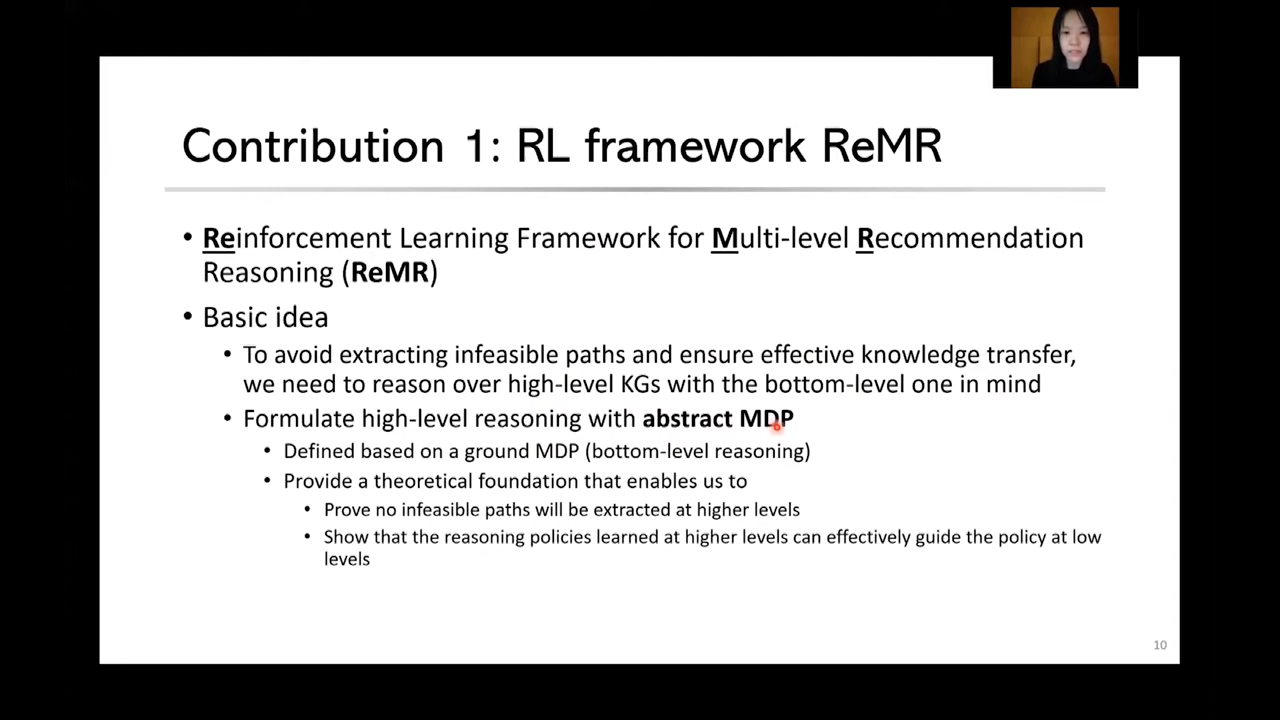 Contribution 1: RL framework ReMR
• Reinforcement Learning Framework for Multi-level Recommendation
Reasoning (ReMR)
• Basic idea
• To avoid extracting infeasible paths and ensure effective knowledge transfer,
we need to reason over high-level KGs with the bottom-level one in mind
• Formulate high-level reasoning with abstract MDP
• Defined based on a ground MDP (bottom-level reasoning)
• Provide a theoretical foundation that enables us to
• Prove no infeasible paths will be extracted at higher levels
• Show that the reasoning policies learned at higher levels can effectively guide the policy at low
levels
10